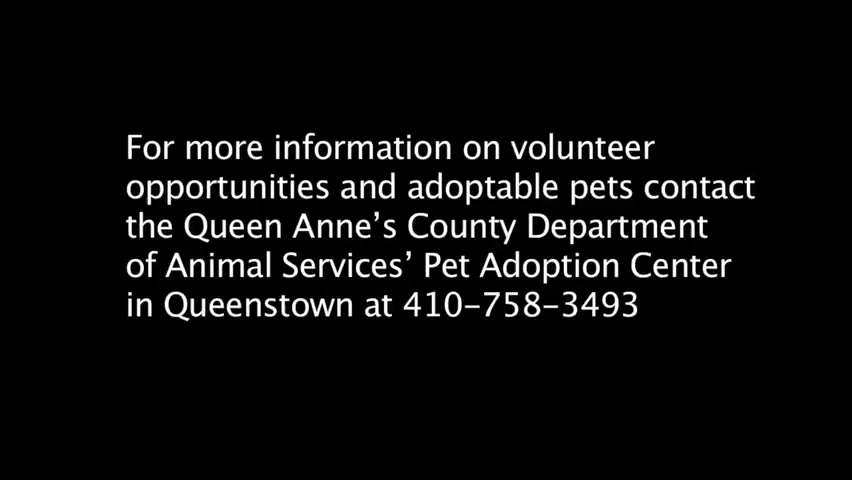 For more information on volunteer
opportunities and adoptable pets contact
the Queen Anne’s County Department
of Animal Services’ Pet Adoption Center
in Queenstown at 410–758–3493